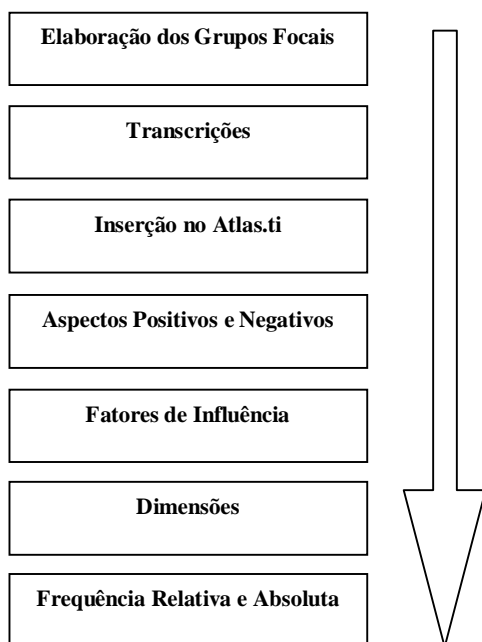 Elaboração dos Grupos Focais
Transcrições
Inserção no Atlas.ti
Aspectos Positivos e Negativos
Fatores de Influência
Dimensões
Frequência Relativa e Absoluta